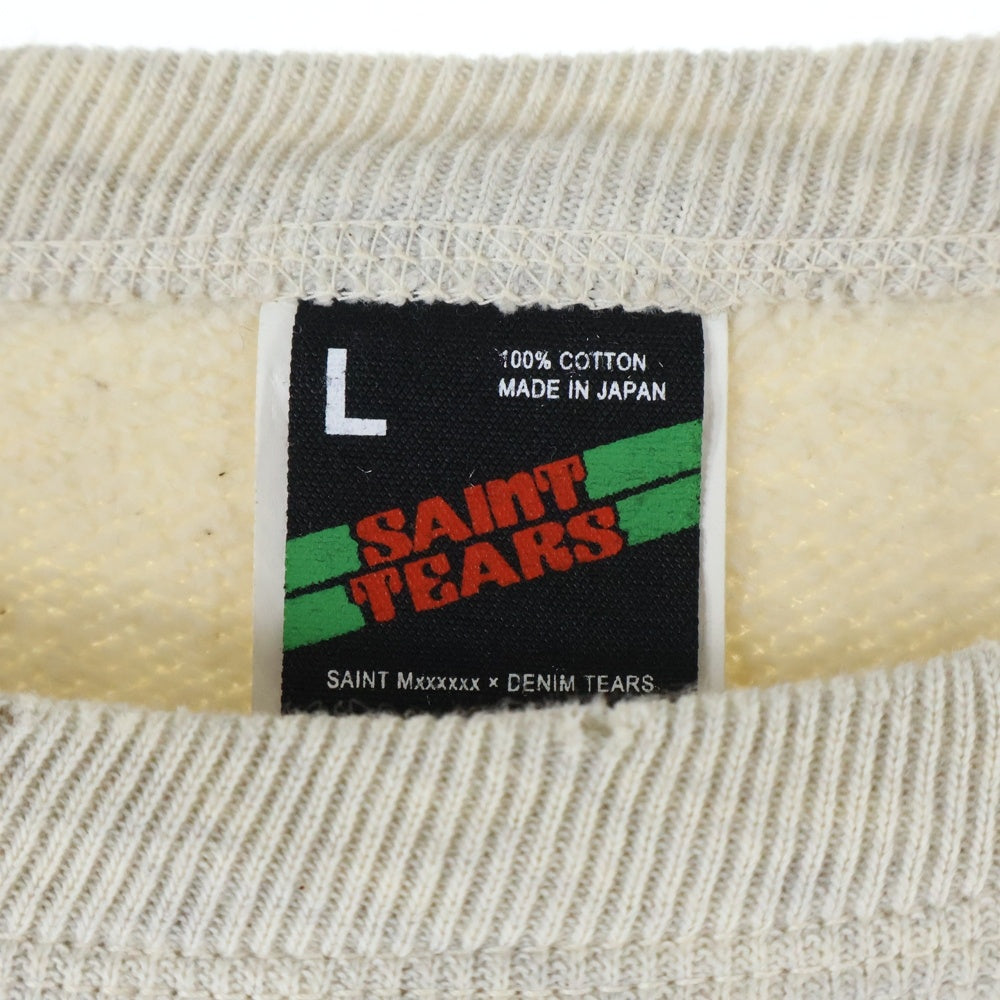 L
100% COTTON
MADE IN JAPAN
SAINT
TEARS
SAINT Mxxxxxx × DENIM TEARS